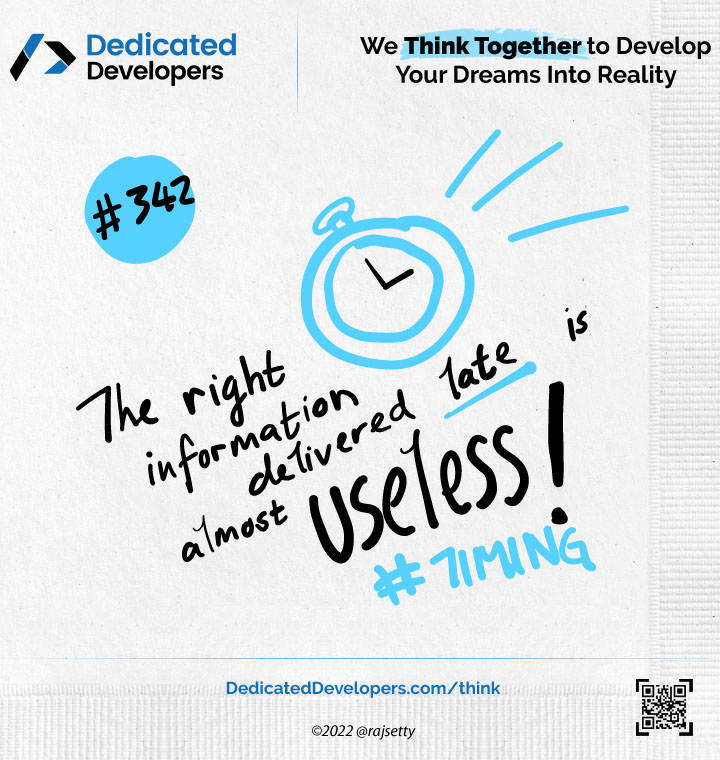 Dedicated
Developers
We Think Together to Develop
Your Dreams Into Reality
#342
The right
information
delivered late is
almost useless!
#TIMING
DedicatedDevelopers.com/think
©2022 @rajsetty